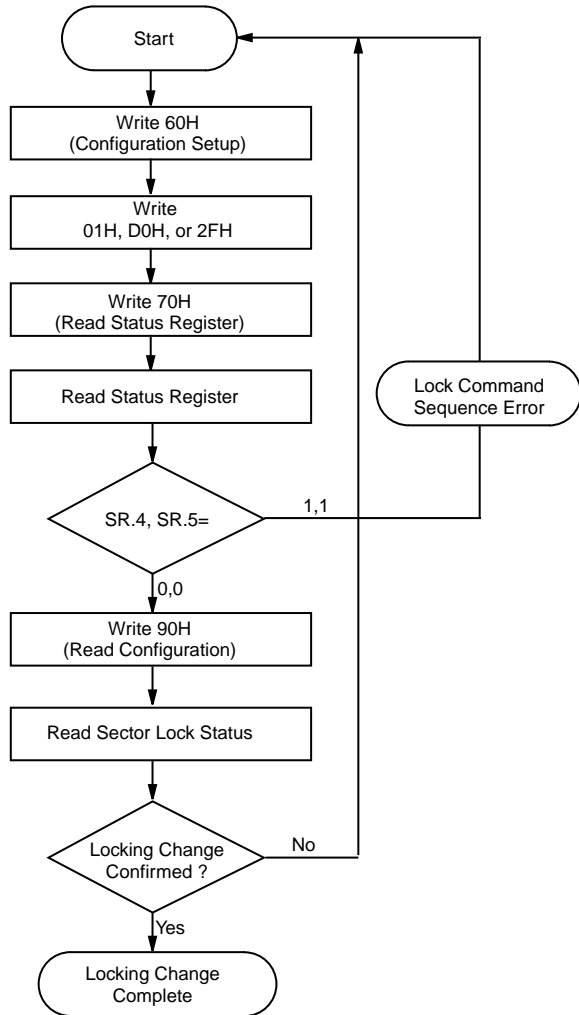 Start
Write 60H
(Configuration Setup)
Write
01H, D0H, or 2FH
Write 70H
(Read Status Register)
Read Status Register
Lock Command
Sequence Error
SR.4, SR.5=
1,1
0,0
Write 90H
(Read Configuration)
Read Sector Lock Status
Locking Change
Confirmed ?
No
Yes
Locking Change
Complete